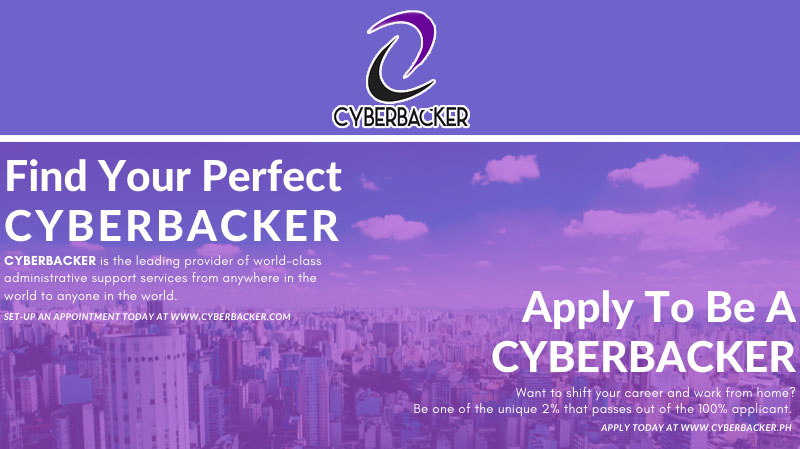 CYBERBACKER
Find Your Perfect
CYBERBACKER
CYBERBACKER is the leading provider of world-class
administrative support services from anywhere in the
world to anyone in the world.
SET-UP AN APPOINTMENT TODAY AT WWW.CYBERBACKER.COM
Apply To Be A
CYBERBACKER
Want to shift your career and work from home?
Be one of the unique 2% that passes out of the 100% applicant.
APPLY TODAY AT WWW.CYBERBACKER.PH